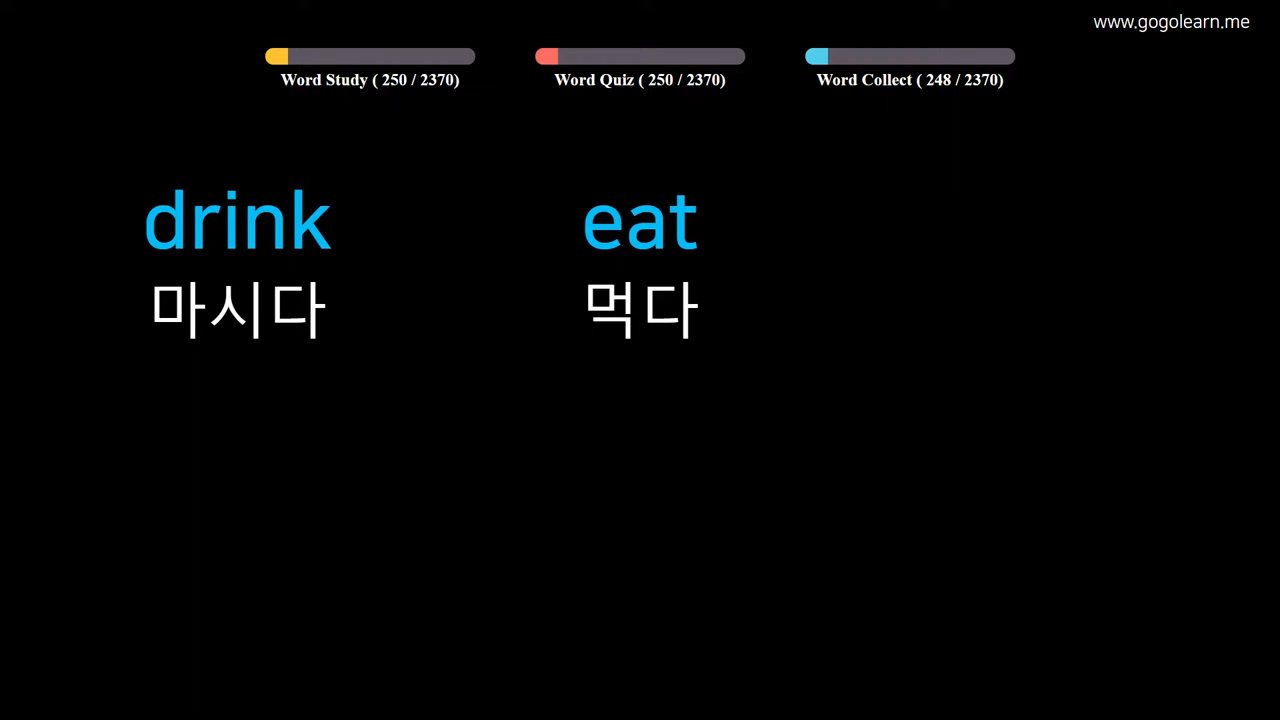 www.gogolearn.me
Word Study ( 250 / 2370)
Word Quiz ( 250 / 2370)
Word Collect ( 248 / 2370)
drink
마시다
eat
먹다